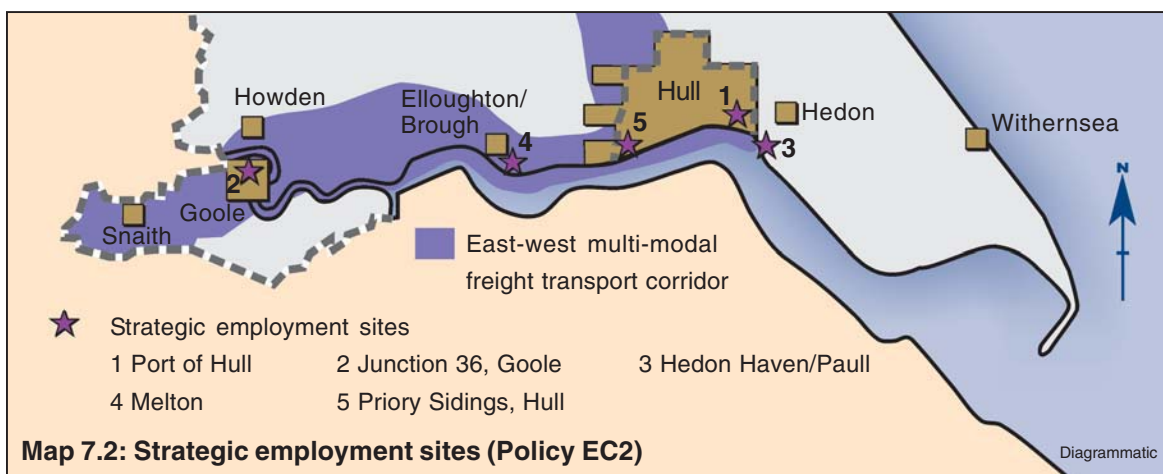 Howden
Elloughton/
Brough
Hull
Hedon
Withernsea
1
5
4
3
2
Goole
Snaith
N
East-west multi-modal
freight transport corridor
Strategic employment sites
1 Port of Hull 2 Junction 36, Goole 3 Hedon Haven/Paull
4 Melton 5 Priory Sidings, Hull
Map 7.2: Strategic employment sites (Policy EC2)
Diagrammatic